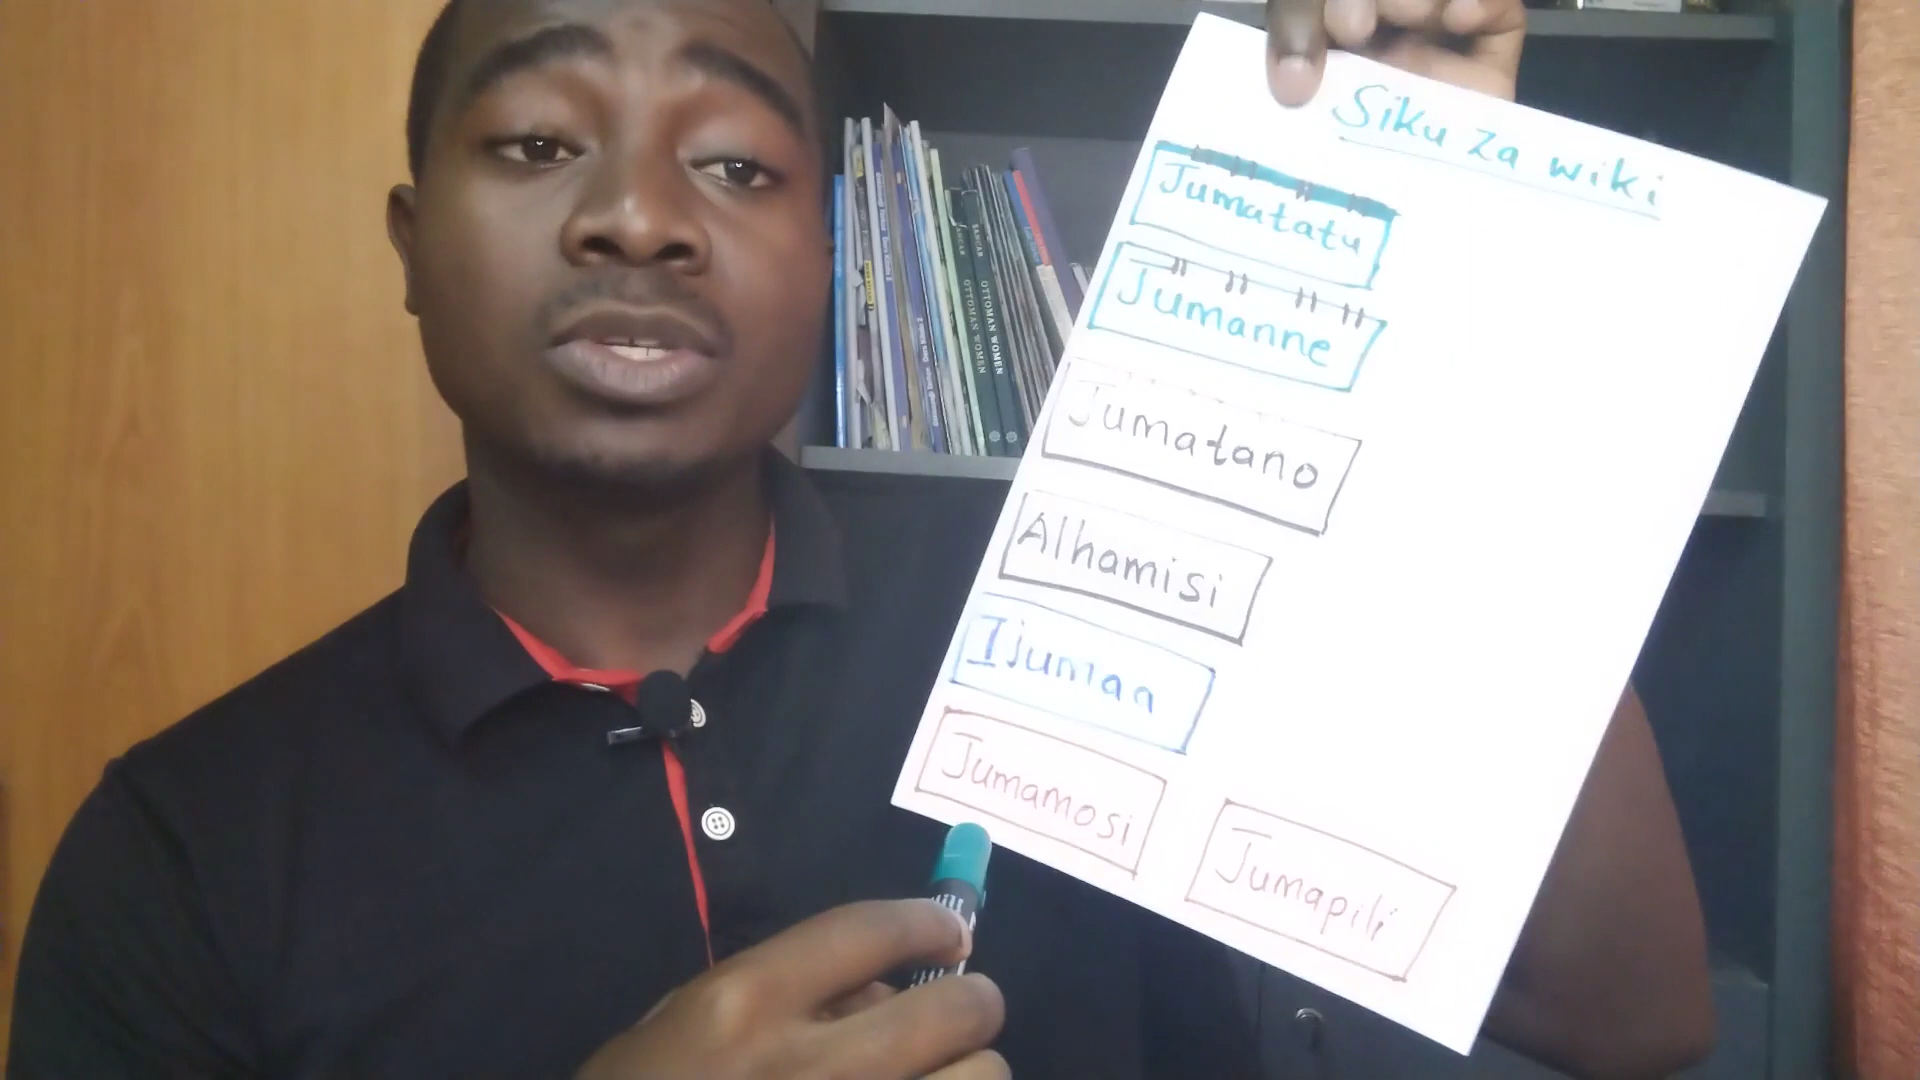 Siku za wiki
Jumatatu
Jumanne
Jumatano
Alhamisi
Ijumaa
Jumamosi
Jumapili
OTTOMAN WOMEN
OTTOMAN WOMEN